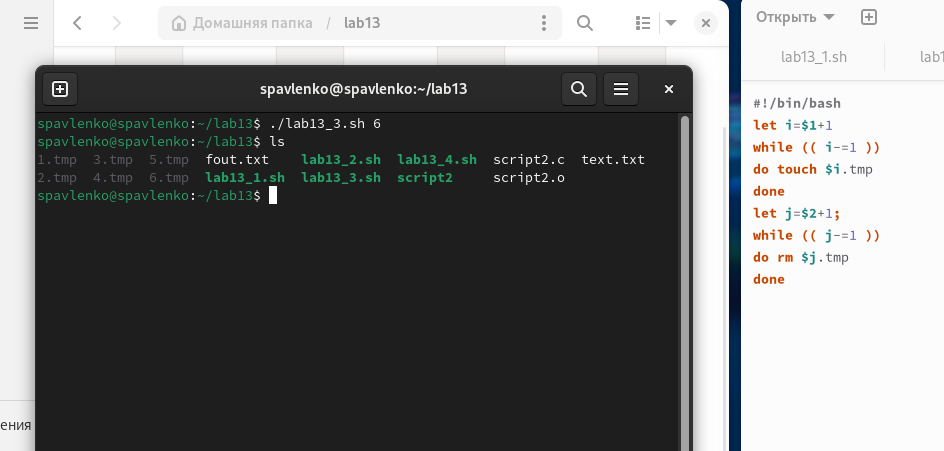 Домашняя папка / lab13
Открыть
lab13_1.sh
lab1
spavlenko@spavlenko:~/lab13
spavlenko@spavlenko:~/lab13$ ./lab13_3.sh 6
spavlenko@spavlenko:~/lab13$ ls
1.tmp 3.tmp 5.tmp fout.txt lab13_2.sh lab13_4.sh script2.c text.txt
2.tmp 4.tmp 6.tmp lab13_1.sh lab13_3.sh script2 script2.o
spavlenko@spavlenko:~/lab13$
#!/bin/bash
let i=$1+1
while (( i-=1 ))
do touch $i.tmp
done
let j=$2+1;
while (( j-=1 ))
do rm $j.tmp
done
ения